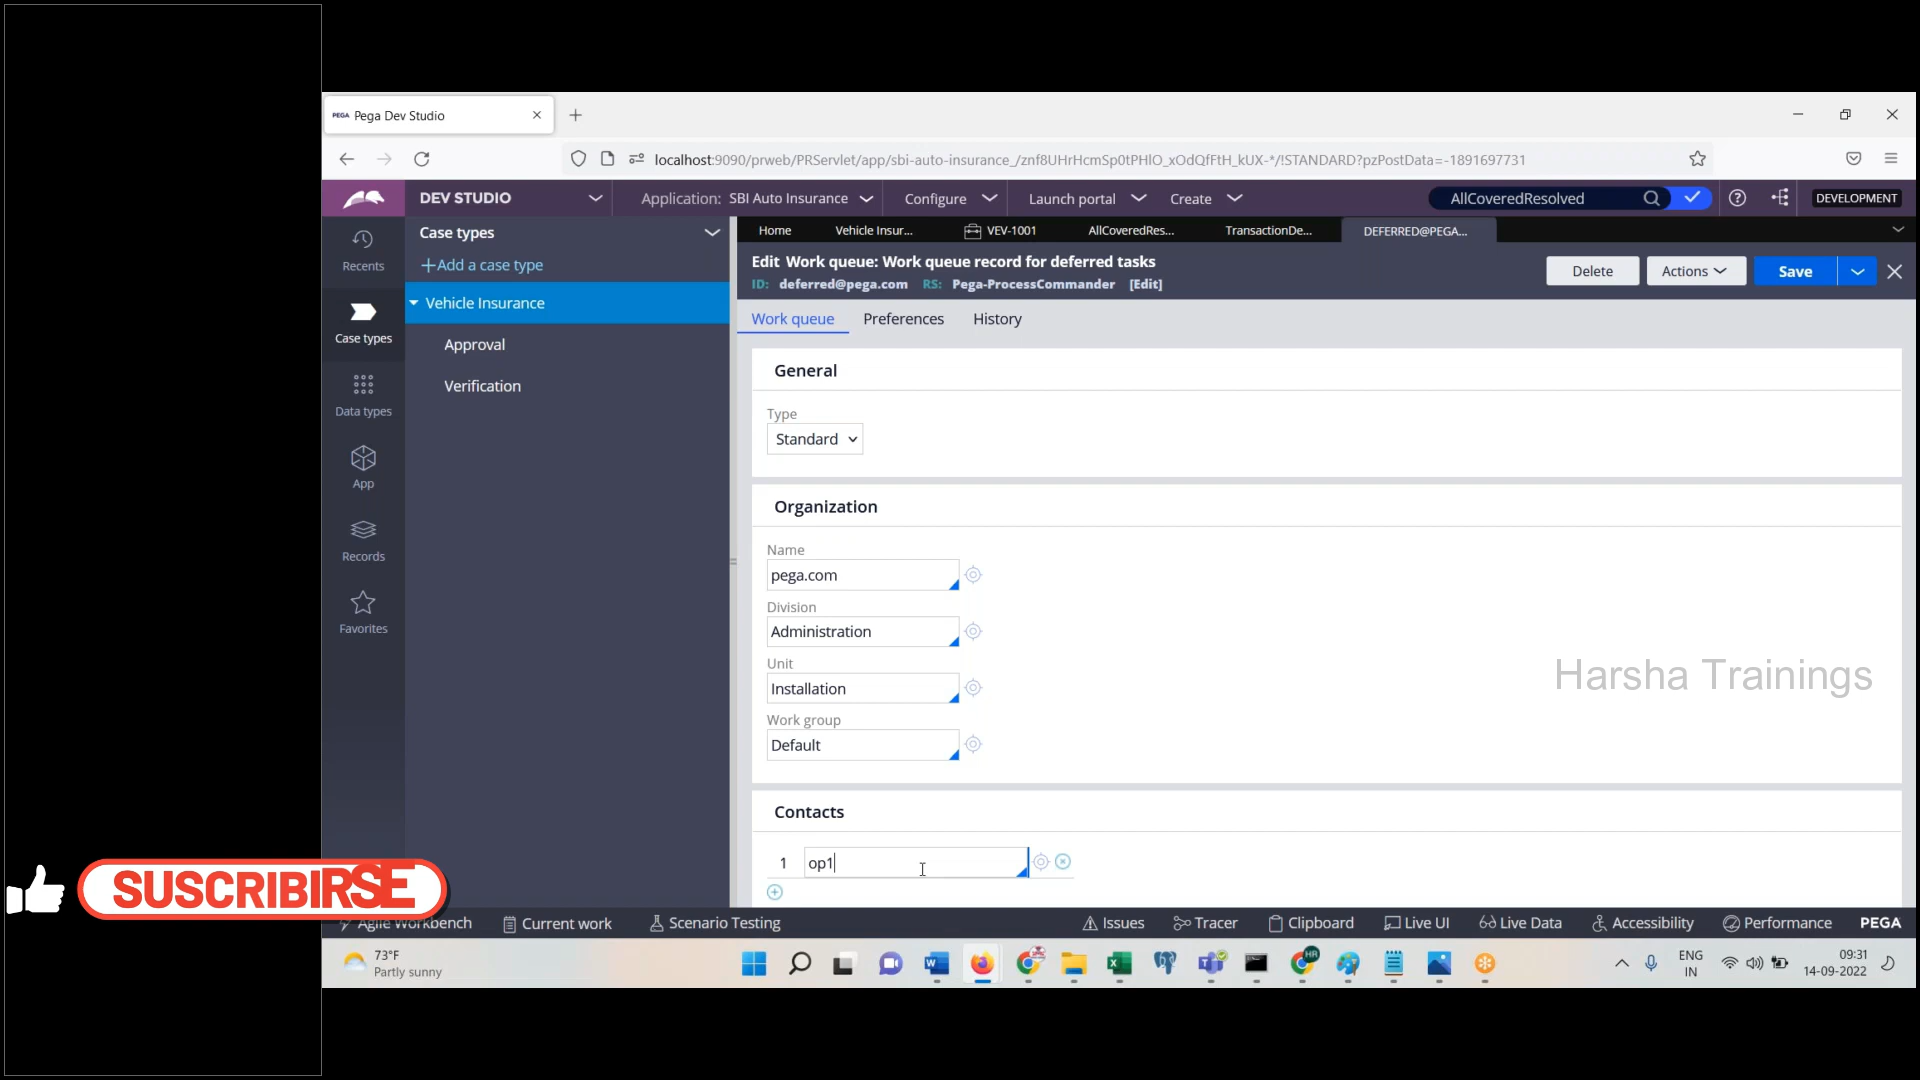 PEGA Pega Dev Studio
localhost:9090/prweb/PRServlet/app/sbi-auto-insurance_/znf8UHrHcmSp0tPHlO_xOdQfFtH_kUX-*/!STANDARD?pzPostData=-1891697731
DEV STUDIO
Application: SBI Auto Insurance
Configure
Launch portal
Create
AllCoveredResolved
DEVELOPMENT
Recents
Case types
Data types
App
Records
Favorites
Case types
+Add a case type
Vehicle Insurance
Approval
Verification
Home
Vehicle Insur...
VEV-1001
AllCoveredRes...
TransactionDe...
DEFERRED@PEGA...
Edit Work queue: Work queue record for deferred tasks
ID: deferred@pega.com RS: Pega-ProcessCommander [Edit]
Delete
Actions
Save
Work queue
Preferences
History
General
Type
Standard
Organization
Name
pega.com
Division
Administration
Unit
Installation
Work group
Default
Contacts
1 op1
Harsha Trainings
SUSCRIBIRSE
Agile Workbench
Current work
Scenario Testing
Issues
Tracer
Clipboard
Live UI
Live Data
Accessibility
Performance
PEGA
73°F
Partly sunny
ENG
IN
09:31
14-09-2022